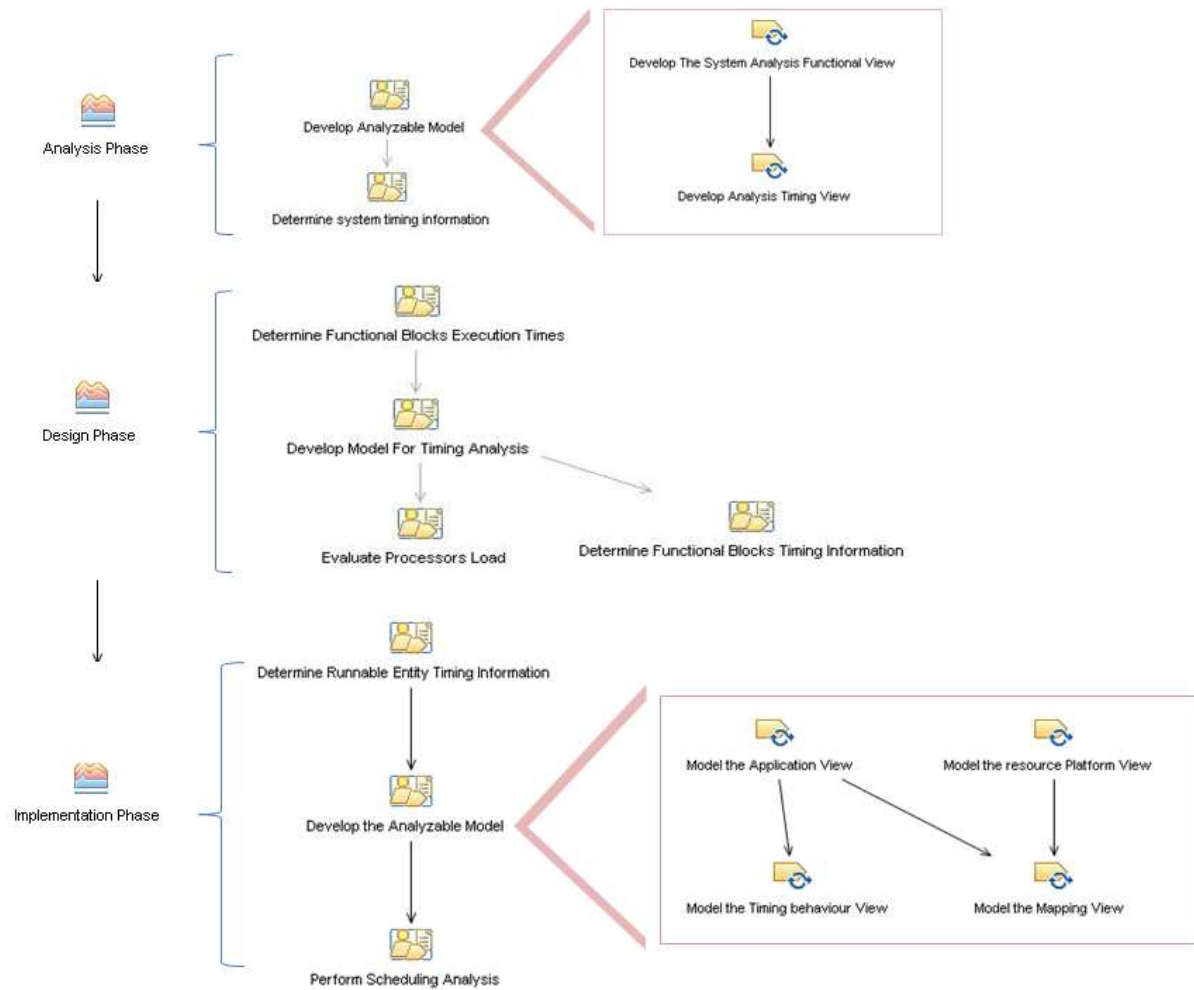 Develop The System Analysis Functional View
Develop Analyzable Model
Analysis Phase
Develop Analysis Timing View
Determine system timing information
Determine Functional Blocks Execution Times
Design Phase
Develop Model For Timing Analysis
Evaluate Processors Load
Determine Functional Blocks Timing Information
Determine Runnable Entity Timing Information
Model the Application View
Model the resource Platform View
Implementation Phase
Develop the Analyzable Model
Model the Timing behaviour View
Model the Mapping View
Perform Scheduling Analysis